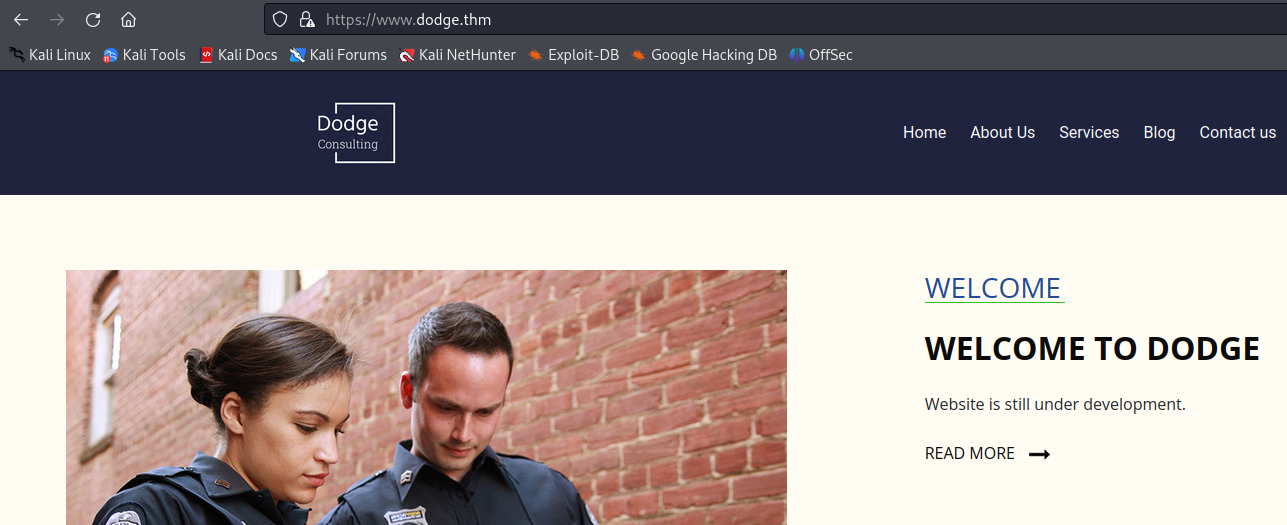 https://www.dodge.thm
Kali Linux Kali Tools Kali Docs Kali Forums Kali NetHunter Exploit-DB Google Hacking DB OffSec
Dodge
Consulting
Home About Us Services Blog Contact us
WELCOME
WELCOME TO DODGE
Website is still under development.
READ MORE